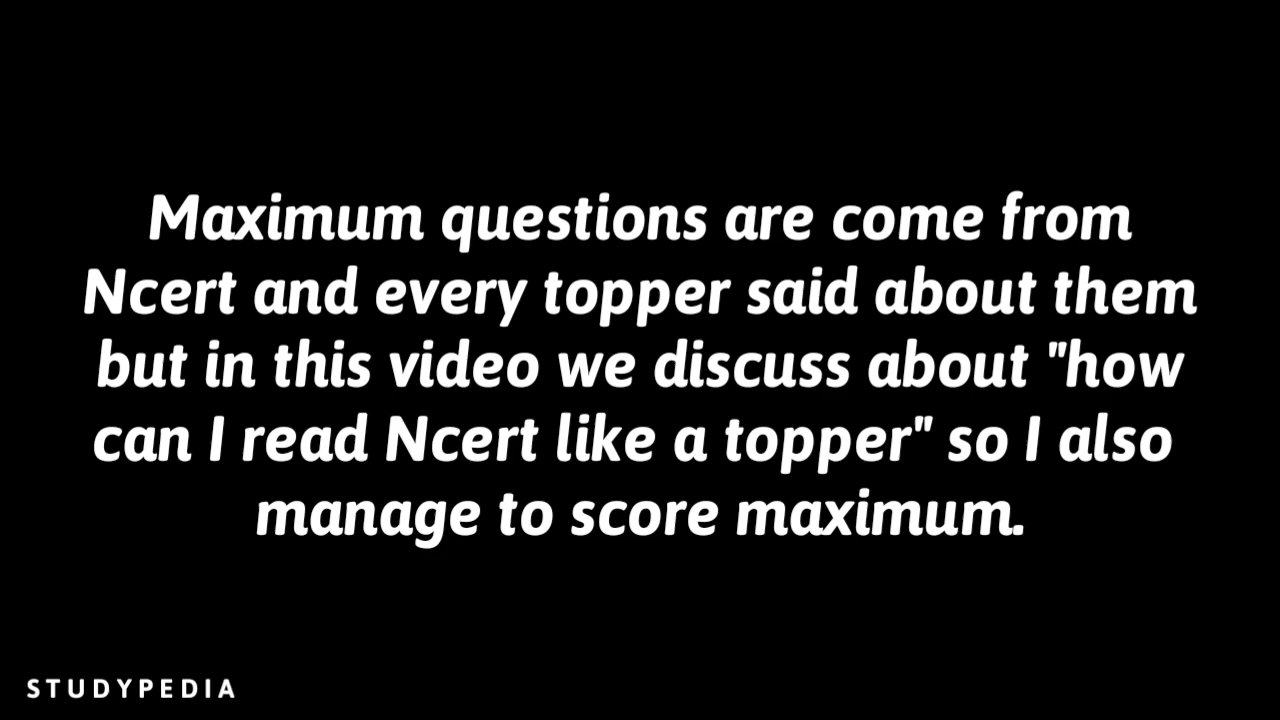 Maximum questions are come from
Ncert and every topper said about them
but in this video we discuss about "how
can I read Ncert like a topper" so I also
manage to score maximum.
STUDYPEDIA